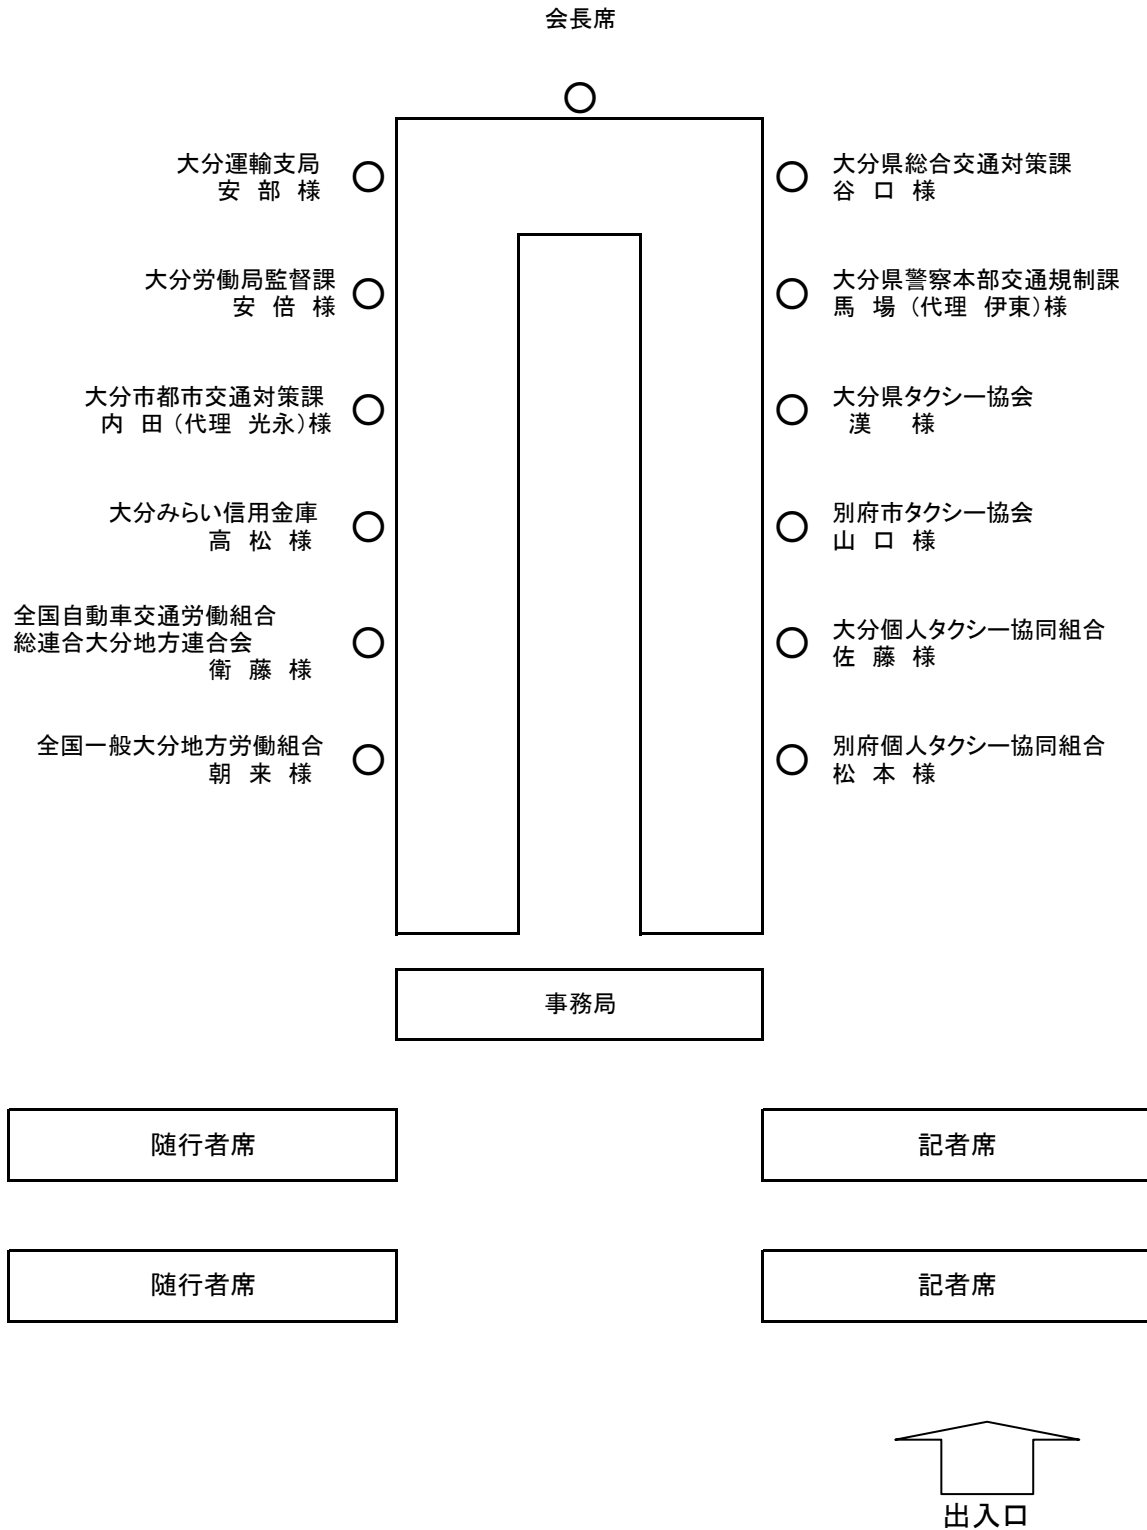 会長席
大分運輸支局
安 部 様
大分県総合交通対策課
谷 口 様
大分労働局監督課
安 倍 様
大分県警察本部交通規制課
馬 場 (代理 伊東)様
大分市都市交通対策課
内 田 (代理 光永)様
大分県タクシー協会
漢 様
大分みらい信用金庫
高 松 様
別府市タクシー協会
山 口 様
全国自動車交通労働組合
総連合大分地方連合会
衛 藤 様
大分個人タクシー協同組合
佐 藤 様
全国一般大分地方労働組合
朝 来 様
別府個人タクシー協同組合
松 本 様
事務局
随行者席
記者席
随行者席
記者席
出入口